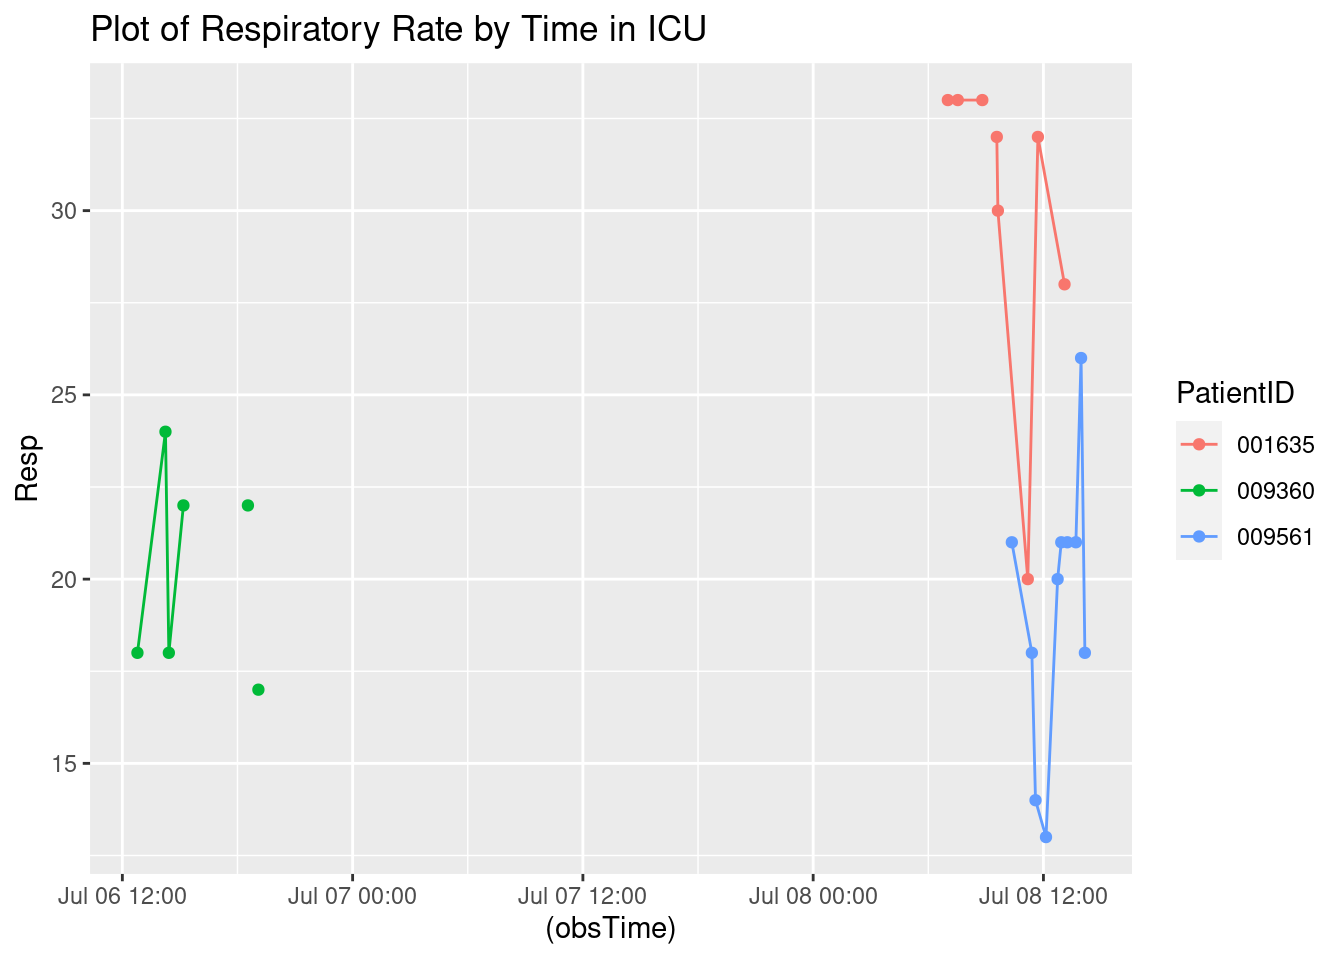 Plot of Respiratory Rate by Time in ICU
Resp
30
25
20
15
Jul 06 12:00
Jul 07 00:00
Jul 07 12:00
Jul 08 00:00
Jul 08 12:00
(obsTime)
PatientID
001635
009360
009561